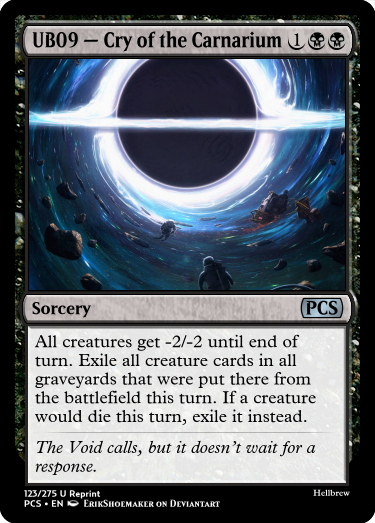 UB09 — Cry of the Carnarium 1
Sorcery PCS
All creatures get -2/-2 until end of
turn. Exile all creature cards in all
graveyards that were put there from
the battlefield this turn. If a creature
would die this turn, exile it instead.
The Void calls, but it doesn't wait for a
response.
123/275 U Reprint Hellbrew
PCS • EN ErikShoemaker on Deviantart